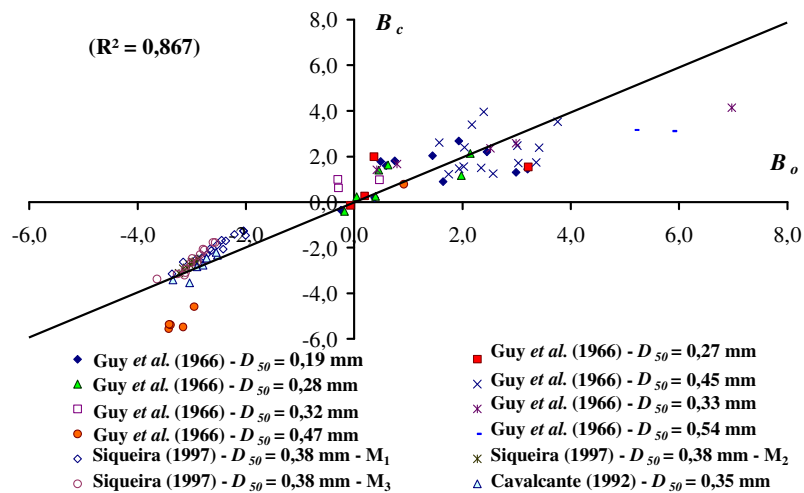 8,0
B c
(R² = 0,867)
6,0
4,0
2,0
B o
0,0
-6,0 -4,0 -2,0 0,0 2,0 4,0 6,0 8,0
-2,0
-4,0
-6,0
Guy et al. (1966) - D 50 = 0,19 mm
Guy et al. (1966) - D 50 = 0,27 mm
Guy et al. (1966) - D 50 = 0,28 mm
Guy et al. (1966) - D 50 = 0,45 mm
Guy et al. (1966) - D 50 = 0,32 mm
Guy et al. (1966) - D 50 = 0,33 mm
Guy et al. (1966) - D 50 = 0,47 mm
Guy et al. (1966) - D 50 = 0,54 mm
Siqueira (1997) - D 50 = 0,38 mm - M1
Siqueira (1997) - D 50 = 0,38 mm - M2
Siqueira (1997) - D 50 = 0,38 mm - M3
Cavalcante (1992) - D 50 = 0,35 mm